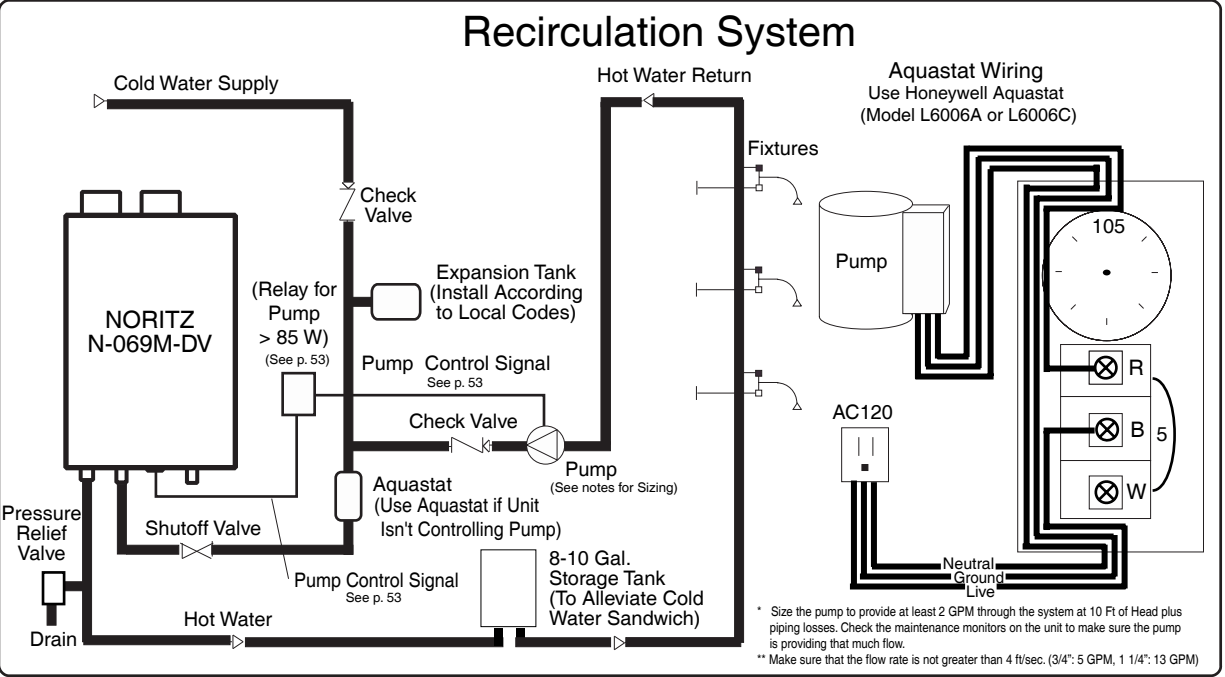 Recirculation System
Cold Water Supply
Hot Water Return
Aquastat Wiring
Use Honeywell Aquastat
(Model L6006A or L6006C)
Fixtures
Check
Valve
105
Pump
Expansion Tank
(Install According
to Local Codes)
(Relay for
Pump
> 85 W)
(See p. 53)
NORITZ
N-069M-DV
Pump Control Signal
See p. 53
R
B
5
W
AC120
Check Valve
Pump
(See notes for Sizing)
Aquastat
(Use Aquastat if Unit
Isn't Controlling Pump)
Pressure
Relief
Valve
Shutoff Valve
8-10 Gal.
Storage Tank
(To Alleviate Cold
Water Sandwich)
Neutral
Ground
Live
Pump Control Signal
See p. 53
Hot Water
Drain
* Size the pump to provide at least 2 GPM through the system at 10 Ft of Head plus
piping losses. Check the maintenance monitors on the unit to make sure the pump
is providing that much flow.
** Make sure that the flow rate is not greater than 4 ft/sec. (3/4": 5 GPM, 1 1/4": 13 GPM)